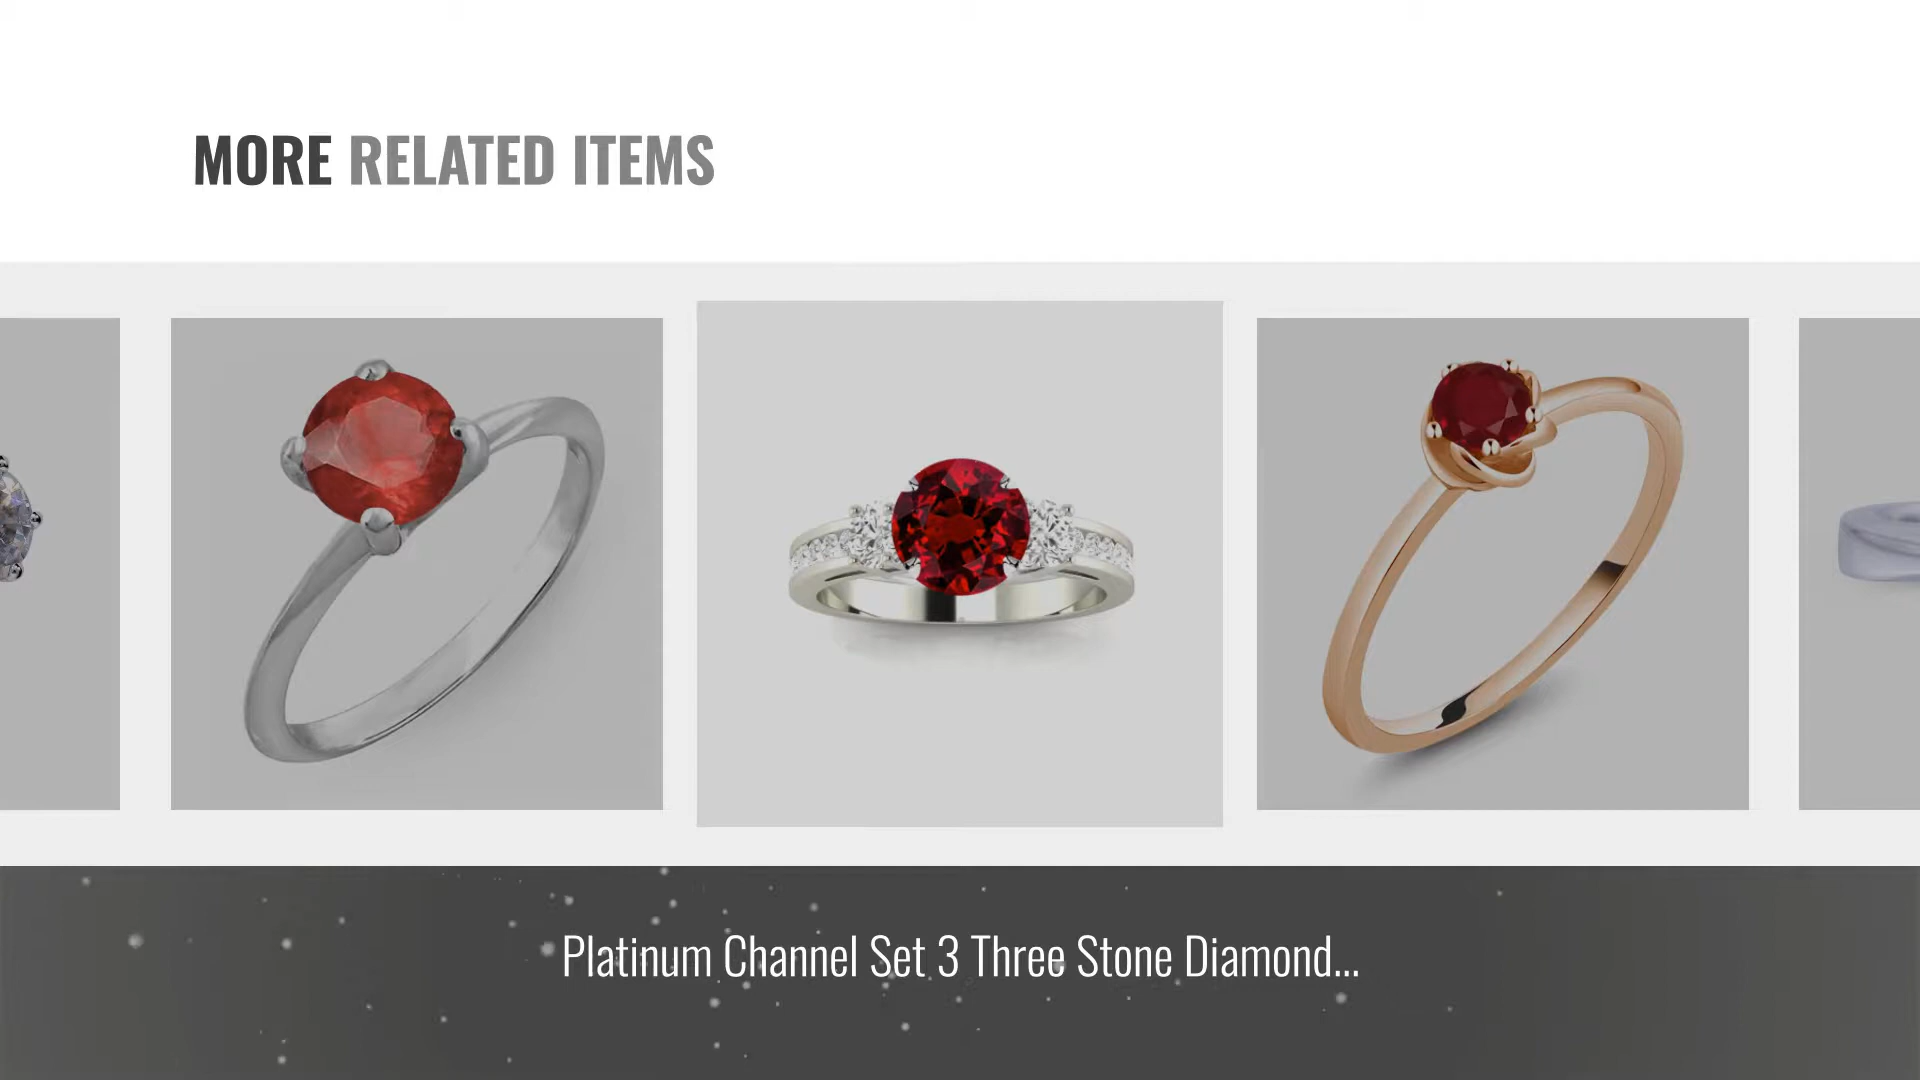 MORE RELATED ITEMS
Platinum Channel Set 3 Three Stone Diamond...